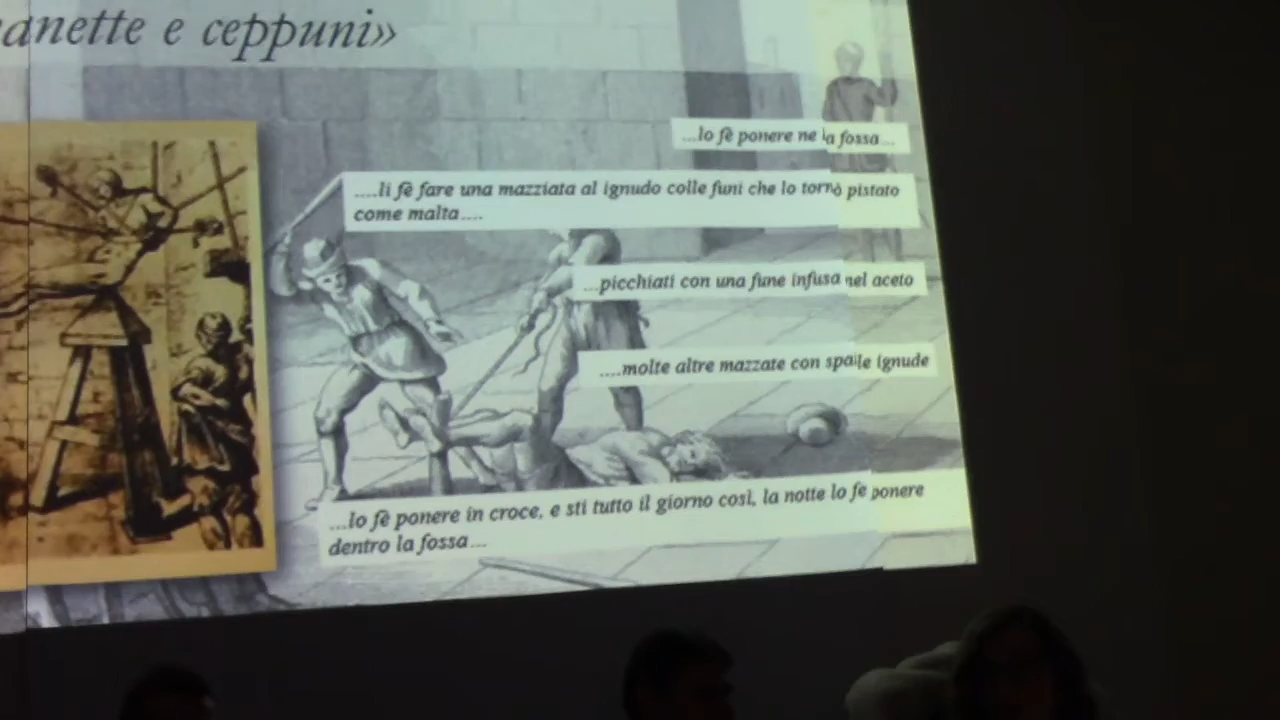 anette e ceppuni»
...lo fè ponere ne la fossa...
....li fè fare una mazziata al ignudo colle funi che lo tornò pistato
come malta....
...picchiati con una fune infusa nel aceto
....molte altre mazzate con spalle ignude
...lo fè ponere in croce, e sti tutto il giorno così, la notte lo fè ponere
dentro la fossa...